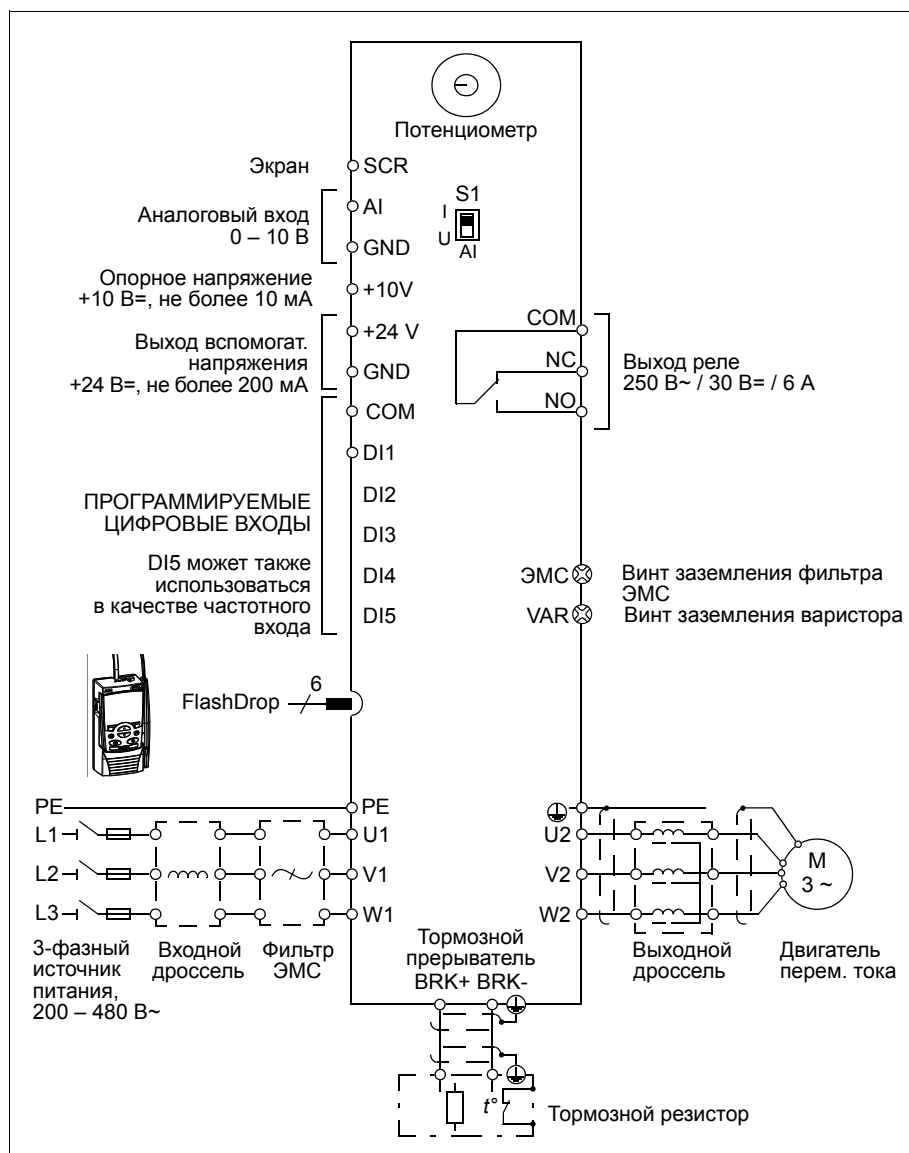 Потенциометр
Экран
SCR
S1
I
U
AI
Аналоговый вход
0 – 10 В
AI
GND
Опорное напряжение
+10 В=, не более 10 мА
+10V
Выход вспомогат.
напряжения
+24 В=, не более 200 мА
+24 V
GND
COM
NC
NO
Выход реле
250 В~ / 30 В= / 6 A
ПРОГРАММИРУЕМЫЕ
ЦИФРОВЫЕ ВХОДЫ
DI5 может также
использоваться
в качестве частотного
входа
COM
DI1
DI2
DI3
DI4
DI5
ЭМС
Винт заземления фильтра
ЭМС
VAR
Винт заземления варистора
FlashDrop
6
PE
PE
L1
U1
U2
L2
V1
V2
L3
W1
W2
M
3 ~
3-фазный
источник
питания,
200 – 480 В~
Входной
дроссель
Фильтр
ЭМС
Тормозной
прерыватель
BRK+ BRK-
Выходной
дроссель
Двигатель
перем. тока
t°
Тормозной резистор